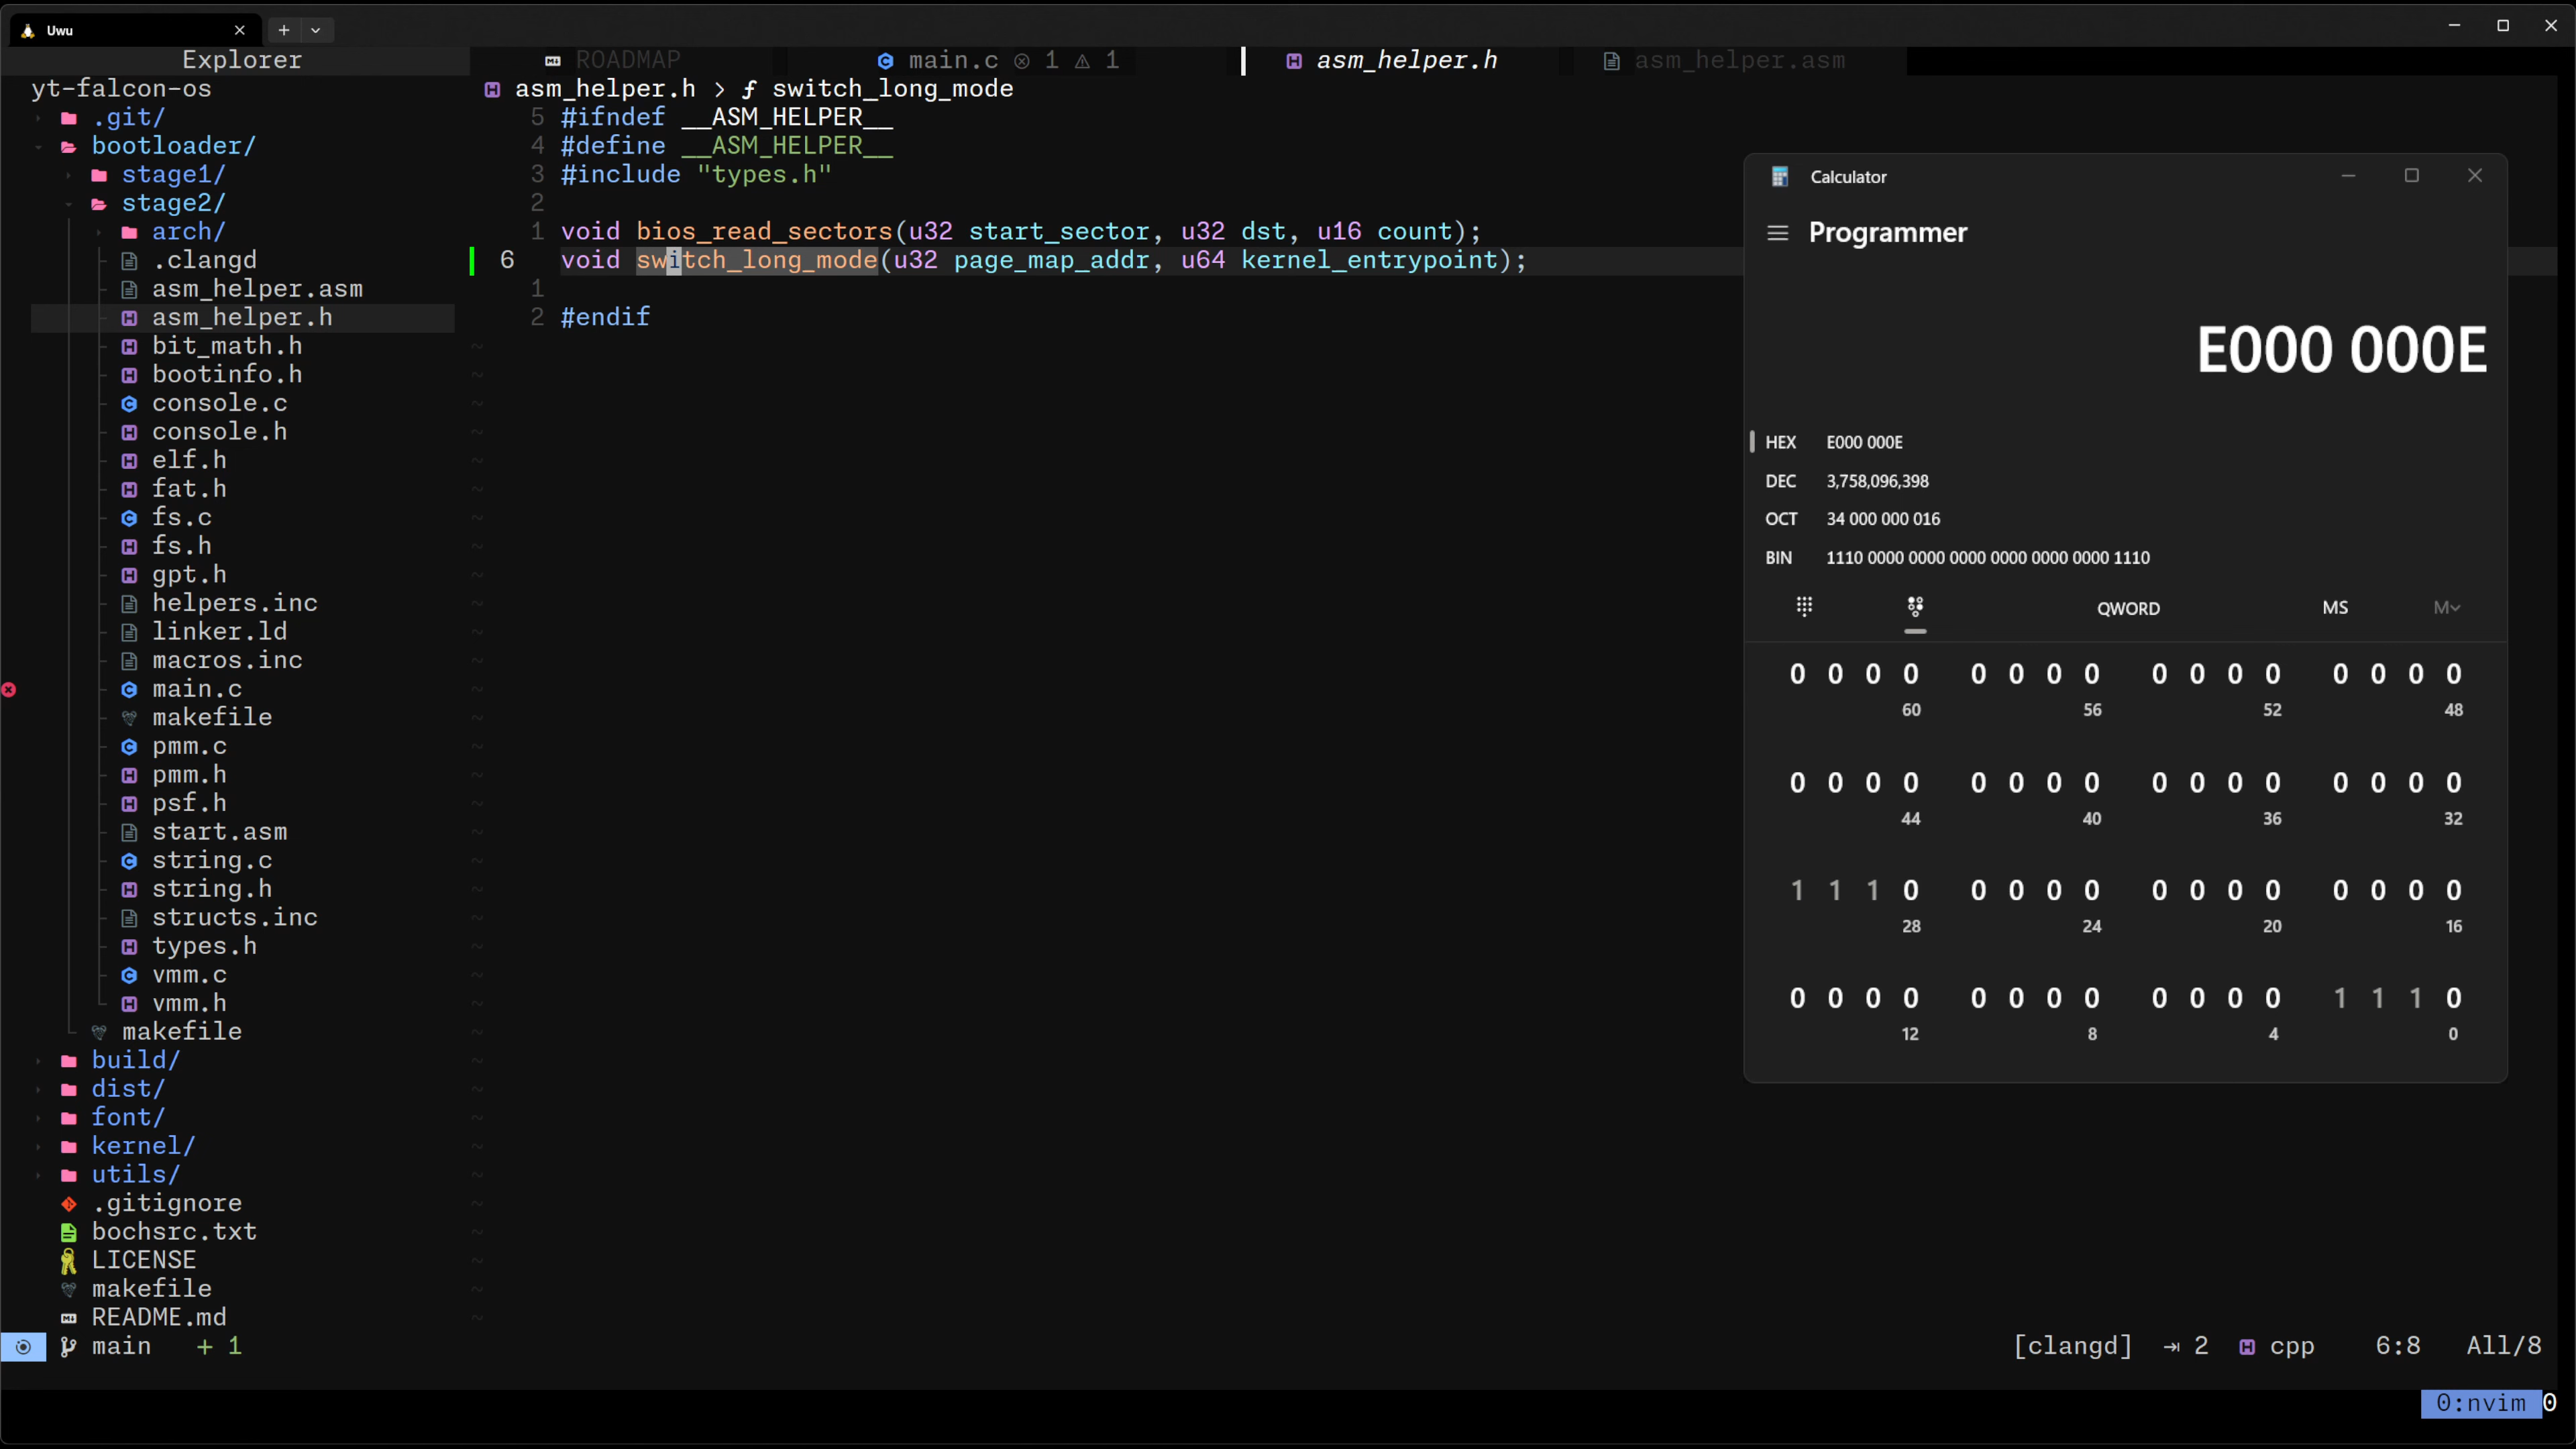 Uwu
Explorer
ROADMAP
main.c 1 1
asm_helper.h
asm_helper.asm
yt-falcon-os
.git/
bootloader/
stage1/
stage2/
arch/
.clangd
asm_helper.asm
asm_helper.h
bit_math.h
bootinfo.h
console.c
console.h
elf.h
fat.h
fs.c
fs.h
gpt.h
helpers.inc
linker.ld
macros.inc
main.c
makefile
pmm.c
pmm.h
psf.h
start.asm
string.c
string.h
structs.inc
types.h
vmm.c
vmm.h
makefile
build/
dist/
font/
kernel/
utils/
.gitignore
bochsrc.txt
LICENSE
makefile
README.md
asm_helper.h > ƒ switch_long_mode
5 #ifndef __ASM_HELPER__
4 #define __ASM_HELPER__
3 #include "types.h"
2
1 void bios_read_sectors(u32 start_sector, u32 dst, u16 count);
6 void switch_long_mode(u32 page_map_addr, u64 kernel_entrypoint);
1
2 #endif
Calculator
Programmer
E000 000E
HEX E000 000E
DEC 3,758,096,398
OCT 34 000 000 016
BIN 1110 0000 0000 0000 0000 0000 0000 1110
QWORD MS M
0 0 0 0 0 0 0 0 0 0 0 0 0 0 0 0
60 56 52 48
0 0 0 0 0 0 0 0 0 0 0 0 0 0 0 0
44 40 36 32
1 1 1 0 0 0 0 0 0 0 0 0 0 0 0 0
28 24 20 16
0 0 0 0 0 0 0 0 0 0 0 0 1 1 1 0
12 8 4 0
main + 1
[clangd] ⇥ 2 cpp 6:8 All/8
0:nvim 0